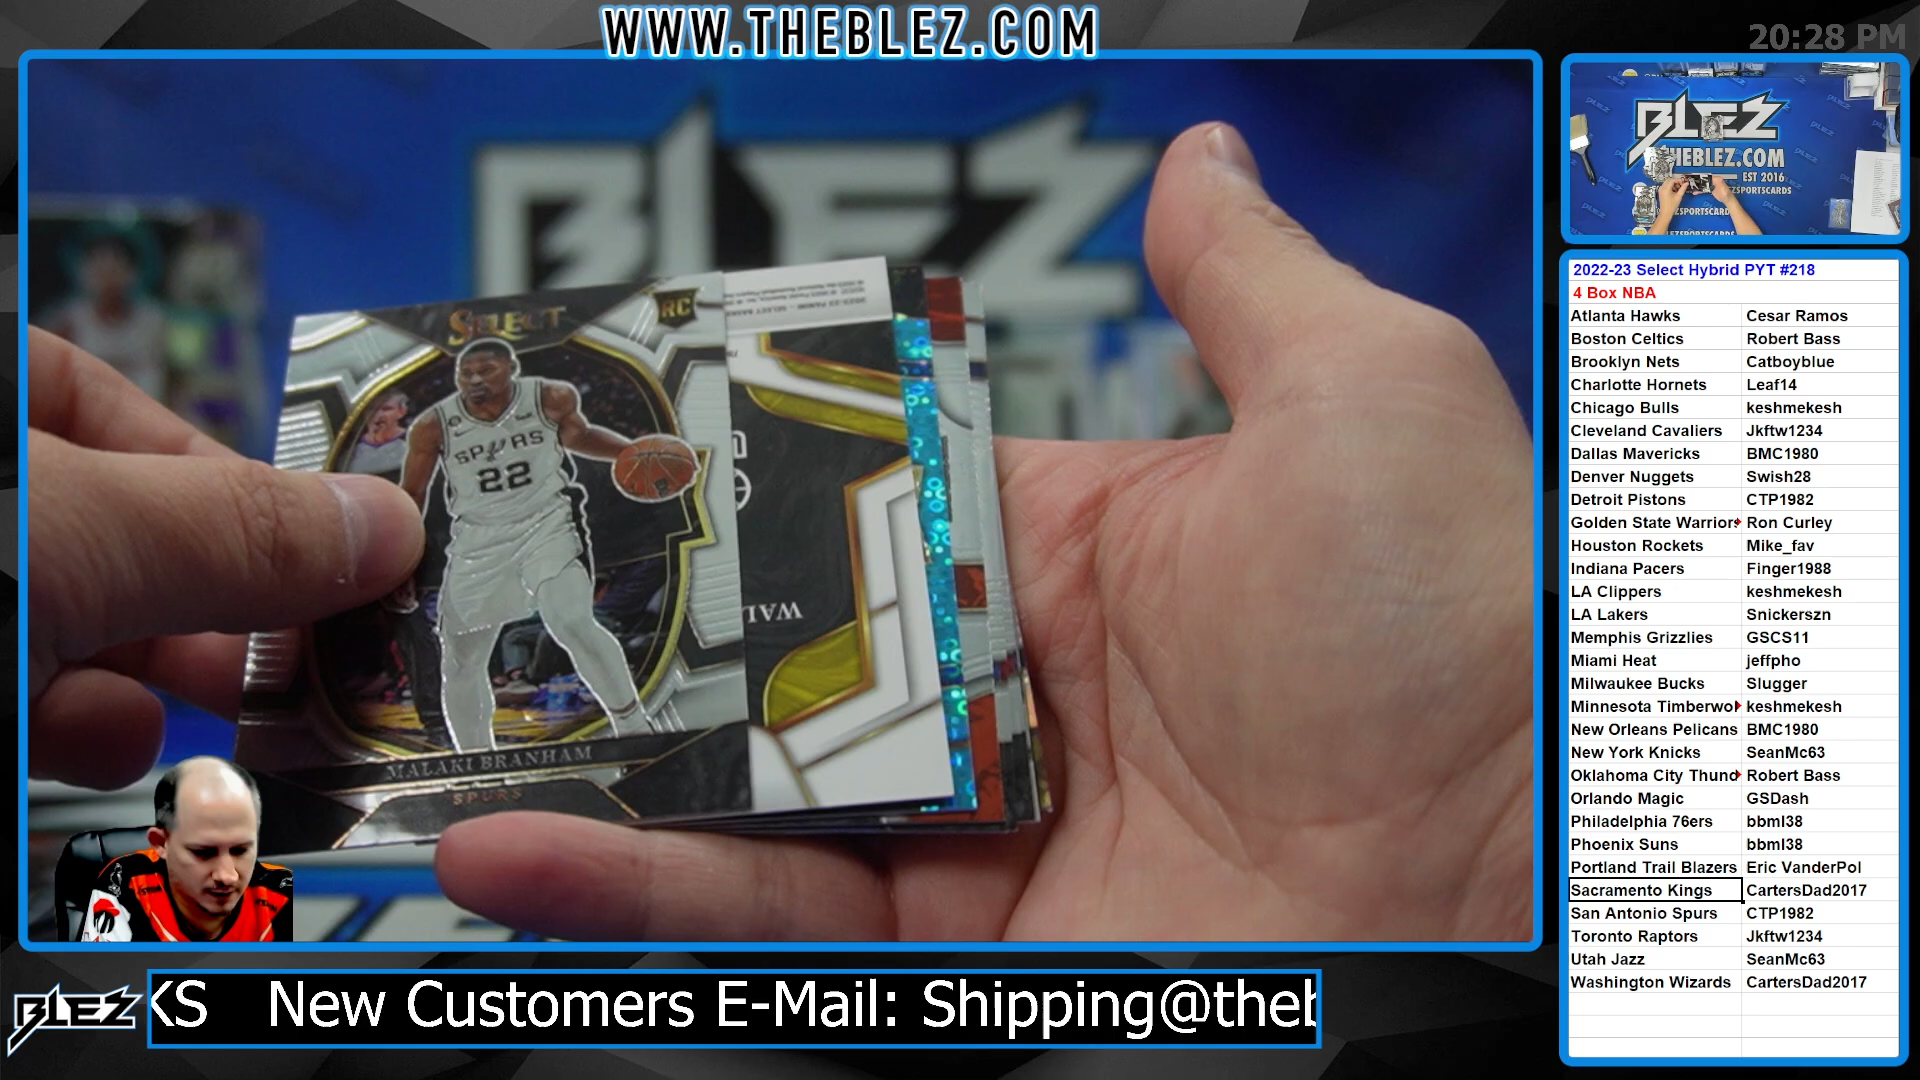 WWW.THEBLEZ.COM
20:28 PM
BLEZ
SELECT
RC
SPURS
22
MALAKI BRANHAM
SPURS
WAL
BLEZ
THEBLEZ.COM
EST 2016
2022-23 Select Hybrid PYT #218
4 Box NBA
Atlanta Hawks Cesar Ramos
Boston Celtics Robert Bass
Brooklyn Nets Catboyblue
Charlotte Hornets Leaf14
Chicago Bulls keshmekesh
Cleveland Cavaliers Jkftw1234
Dallas Mavericks BMC1980
Denver Nuggets Swish28
Detroit Pistons CTP1982
Golden State Warriors Ron Curley
Houston Rockets Mike_fav
Indiana Pacers Finger1988
LA Clippers keshmekesh
LA Lakers Snickerszn
Memphis Grizzlies GSCS11
Miami Heat jeffpho
Milwaukee Bucks Slugger
Minnesota Timberwol keshmekesh
New Orleans Pelicans BMC1980
New York Knicks SeanMc63
Oklahoma City Thund Robert Bass
Orlando Magic GSDash
Philadelphia 76ers bbml38
Phoenix Suns bbml38
Portland Trail Blazers Eric VanderPol
Sacramento Kings CartersDad2017
San Antonio Spurs CTP1982
Toronto Raptors Jkftw1234
Utah Jazz SeanMc63
Washington Wizards CartersDad2017
BLEZ
KS New Customers E-Mail: Shipping@theb